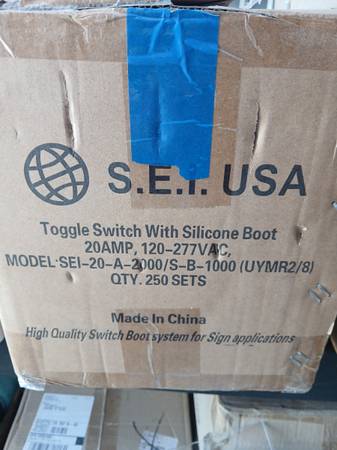 S.E.I. USA
Toggle Switch With Silicone Boot
20AMP, 120-277VAC,
MODEL:SEI-20-A-2000/S-B-1000 (UYMR2/8)
QTY. 250 SETS
Made In China
High Quality Switch Boot system for Sign applications